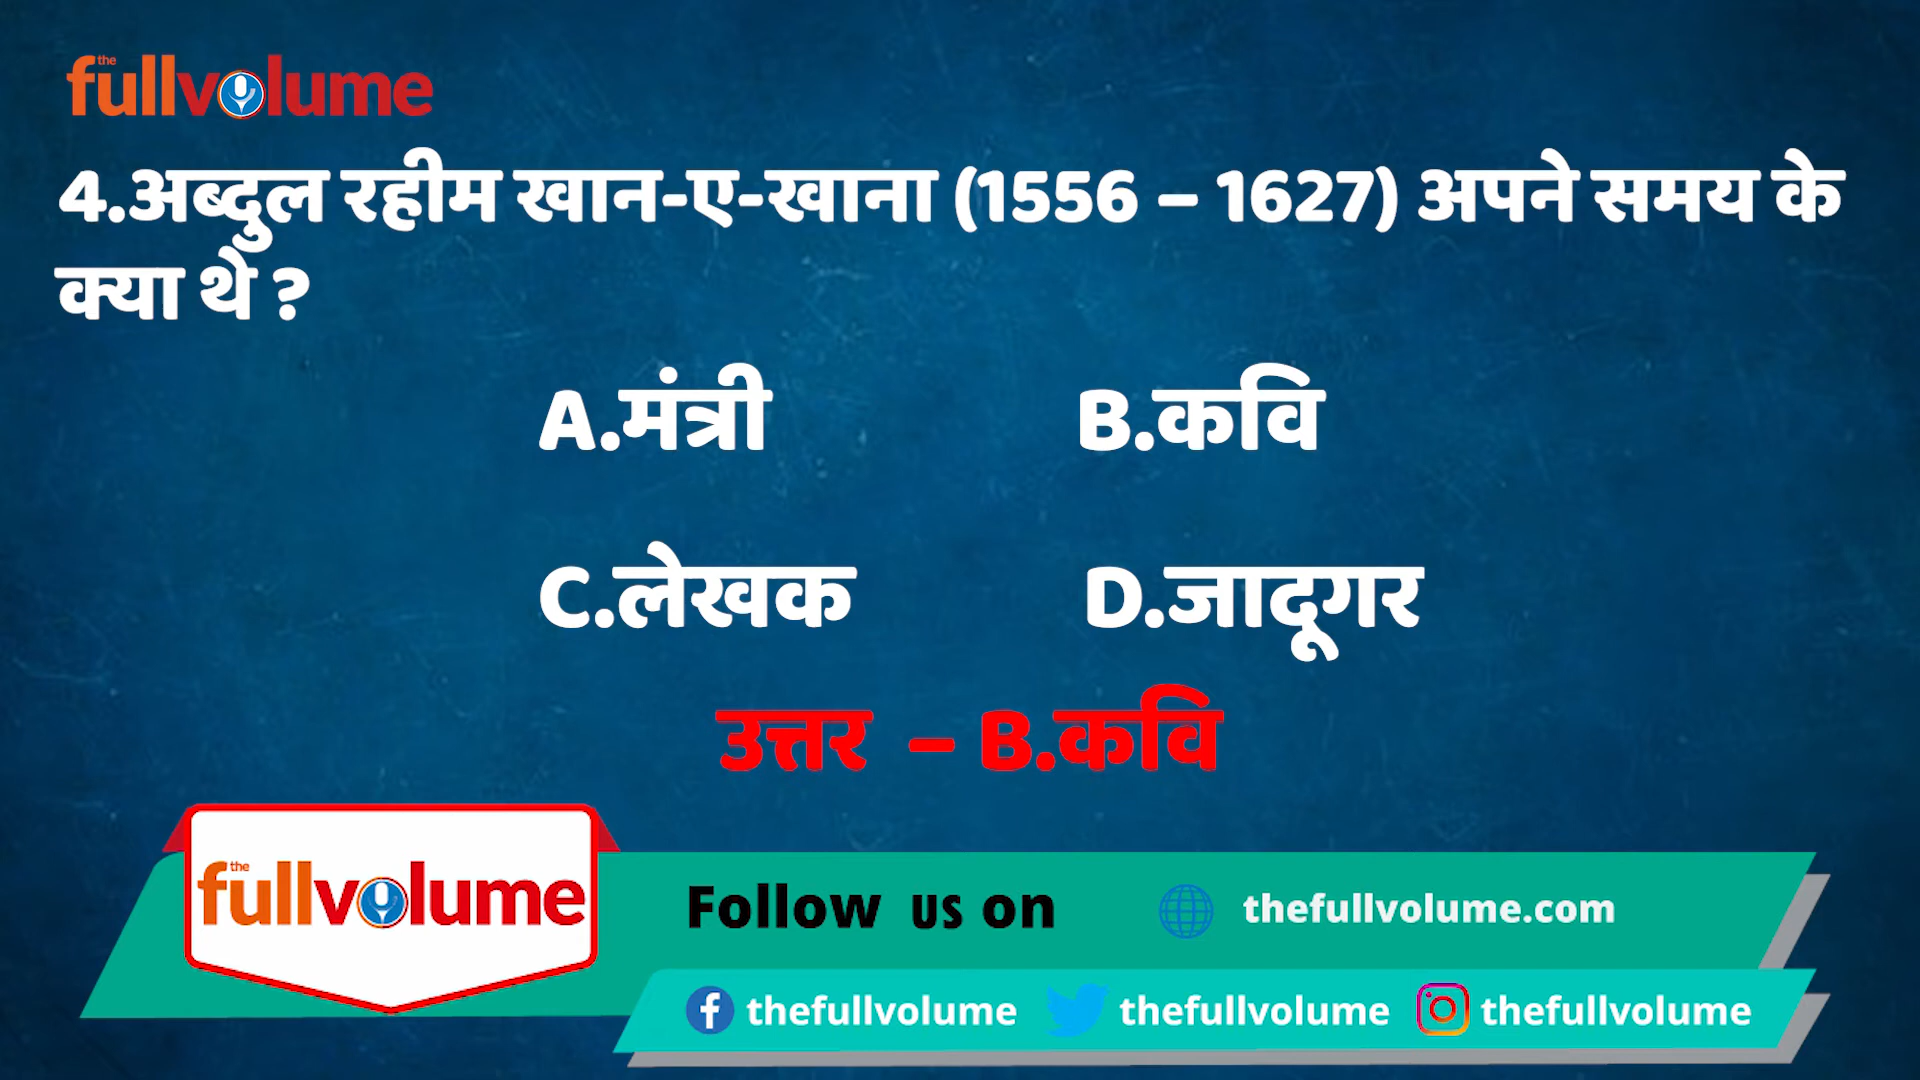 the fullvolume
4.अब्दुल रहीम खान-ए-खाना (1556 – 1627) अपने समय के
क्या थे ?
A.मंत्री B.कवि
C.लेखक D.जादूगर
उत्तर – B.कवि
the fullvolume
Follow us on thefullvolume.com
thefullvolume thefullvolume thefullvolume